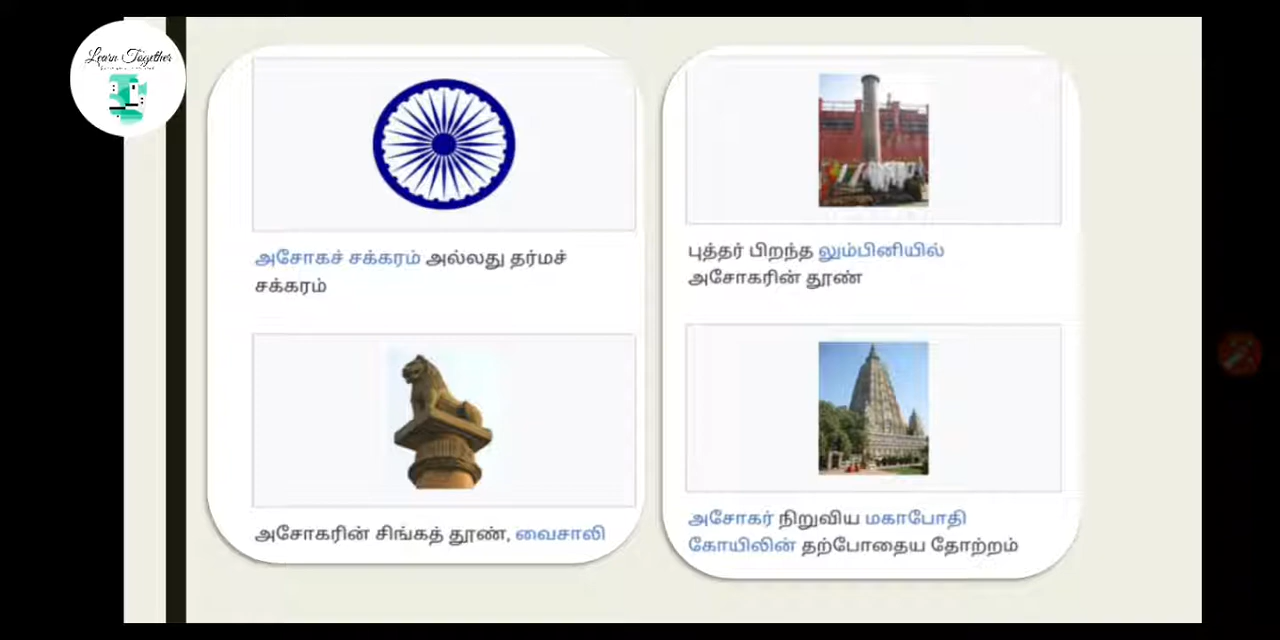 Learn Together
அசோகச் சக்கரம் அல்லது தர்மச்
சக்கரம்
அசோகரின் சிங்கத் தூண், வைசாலி
புத்தர் பிறந்த லும்பினியில்
அசோகரின் தூண்
அசோகர் நிறுவிய மகாபோதி
கோயிலின் தற்போதைய தோற்றம்